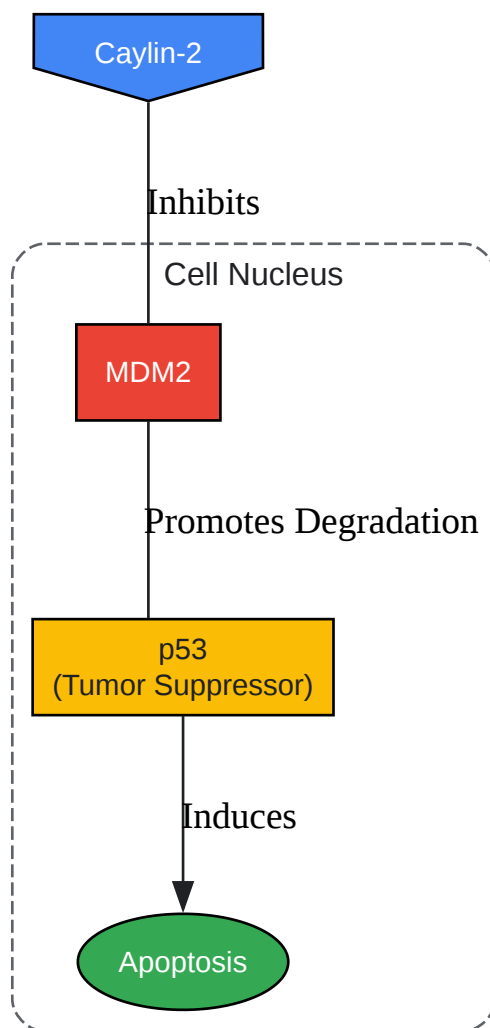 Caylin-2
Inhibits
Cell Nucleus
MDM2
Promotes Degradation
p53
(Tumor Suppressor)
Induces
Apoptosis